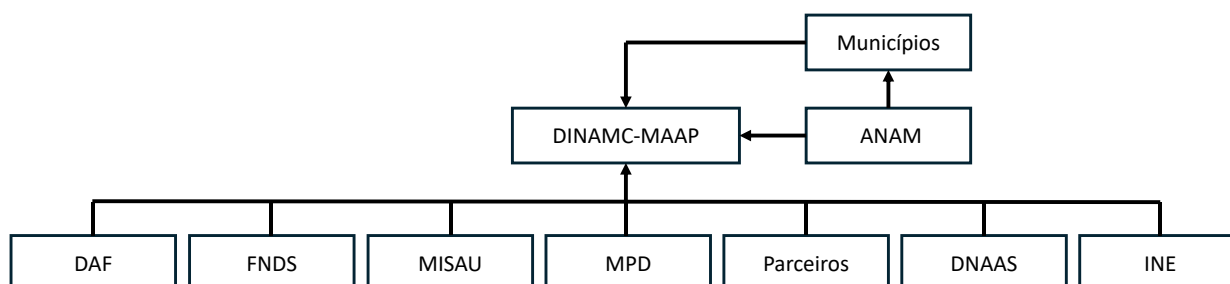 Municípios
DINAMC-MAAP
ANAM
DAF
FNDS
MISAU
MPD
Parceiros
DNAAS
INE